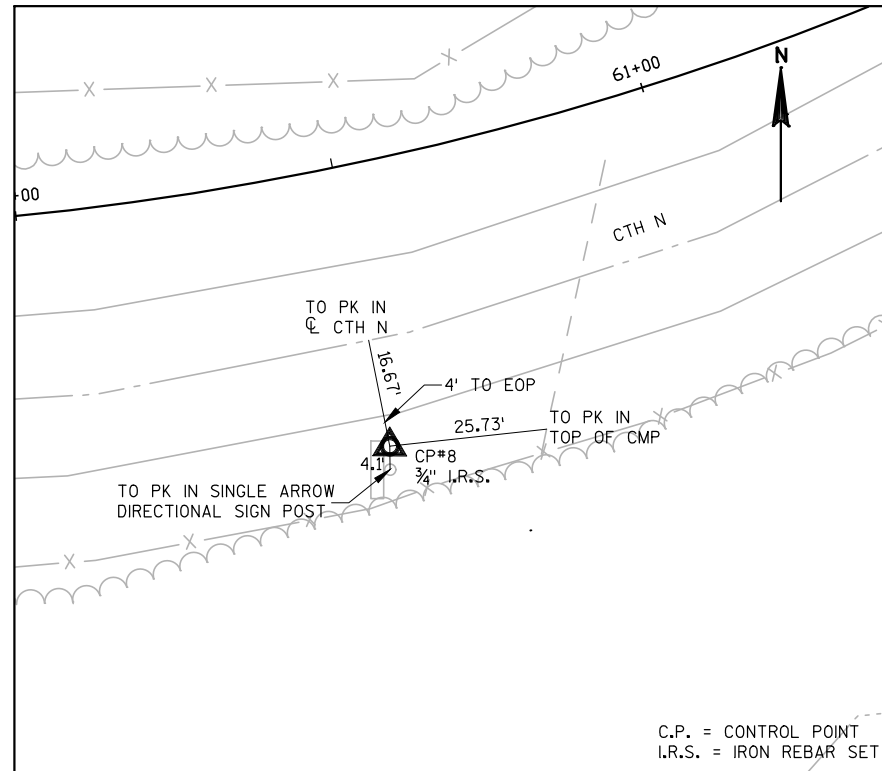 61+00
N
+00
CTH N
TO PK IN
℄ CTH N
16.67'
4' TO EOP
25.73'
TO PK IN
TOP OF CMP
4.1'
CP#8
¾" I.R.S.
TO PK IN SINGLE ARROW
DIRECTIONAL SIGN POST
C.P. = CONTROL POINT
I.R.S. = IRON REBAR SET